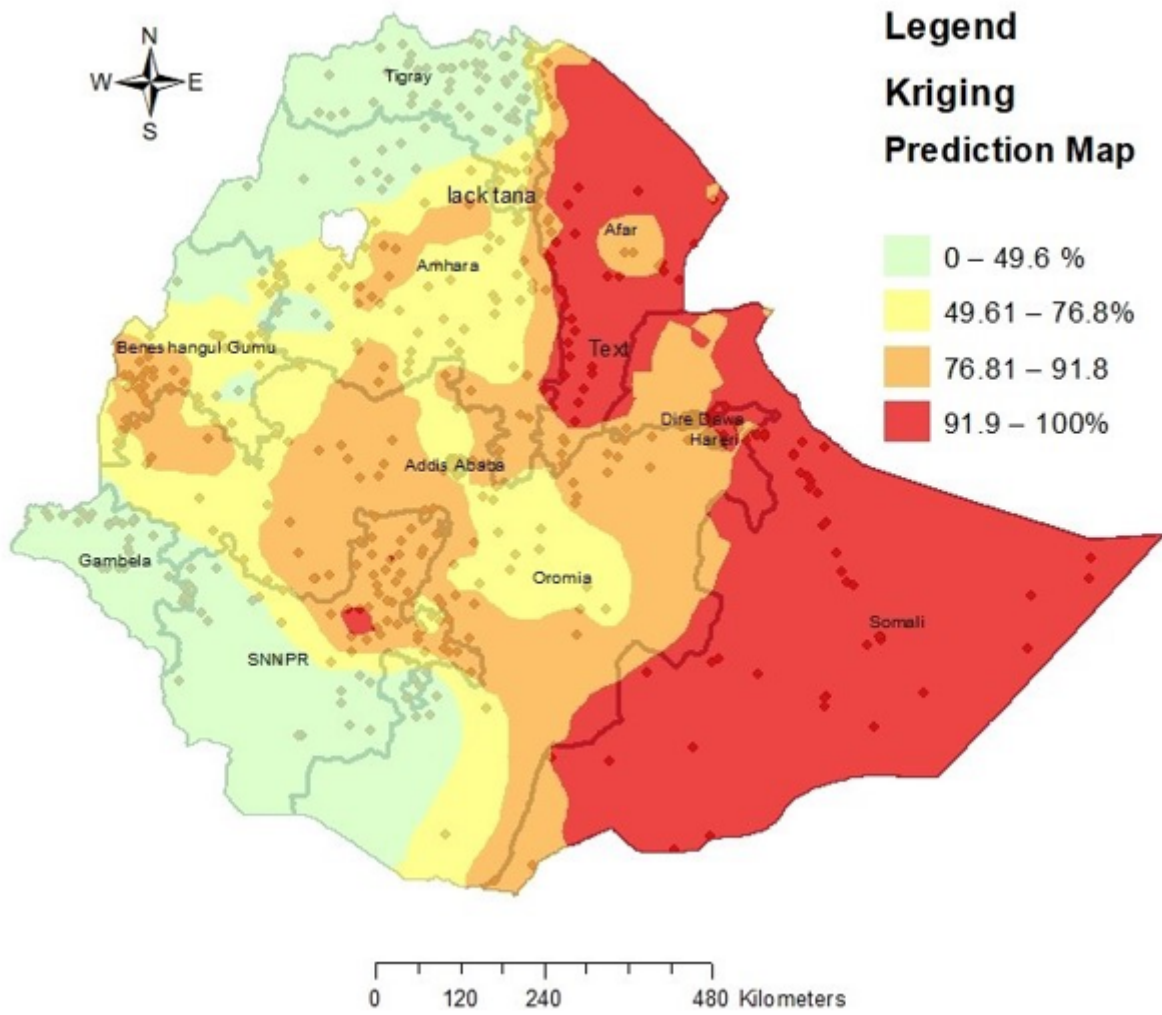 Legend
Kriging
Prediction Map
0 – 49.6 %
49.61 – 76.8%
76.81 – 91.8
91.9 – 100%
N
W E
S
Tigray
lack tana
Afar
Amhara
Beneshangul Gumu
Text
Dire Dawa
Hareri
Addis Ababa
Gambela
Oromia
Somali
SNNPR
0 120 240 480 Kilometers